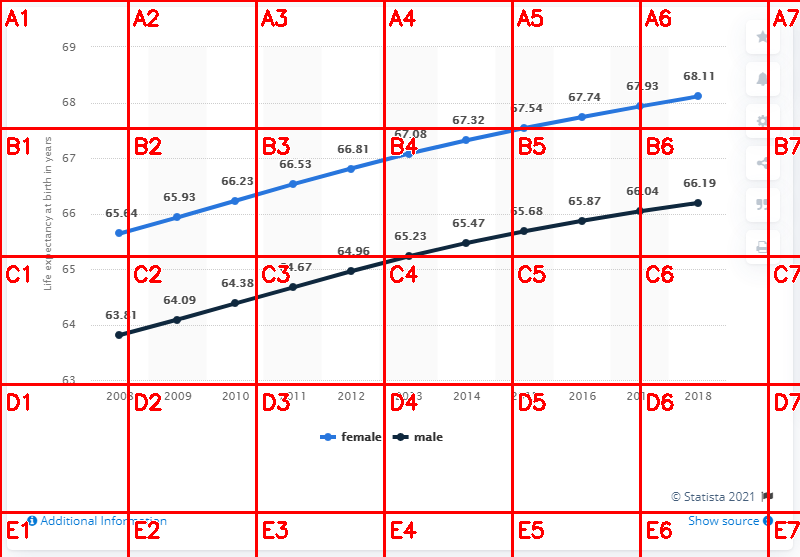 A1 A2 A3 A4 A5 A6 A7
69
68.11
67.93
67.74
67.54
68
67.32
67.08
B1 B2 B3 B4 B5 B6 B7
66.81
67
66.53
66.23
66.19
65.93
66.04
65.87
65.64
65.68
66
65.47
65.23
Life expectancy at birth in years
64.96
C1 C2 C3 C4 C5 C6 C7
65
64.38
64.09
63.81
64
63
2008 2009 2010 2011 2012 2013 2014 2016 2018
D1 D2 D3 D4 D5 D6 D7
female male
© Statista 2021
Additional Information Show source
E1 E2 E3 E4 E5 E6 E7